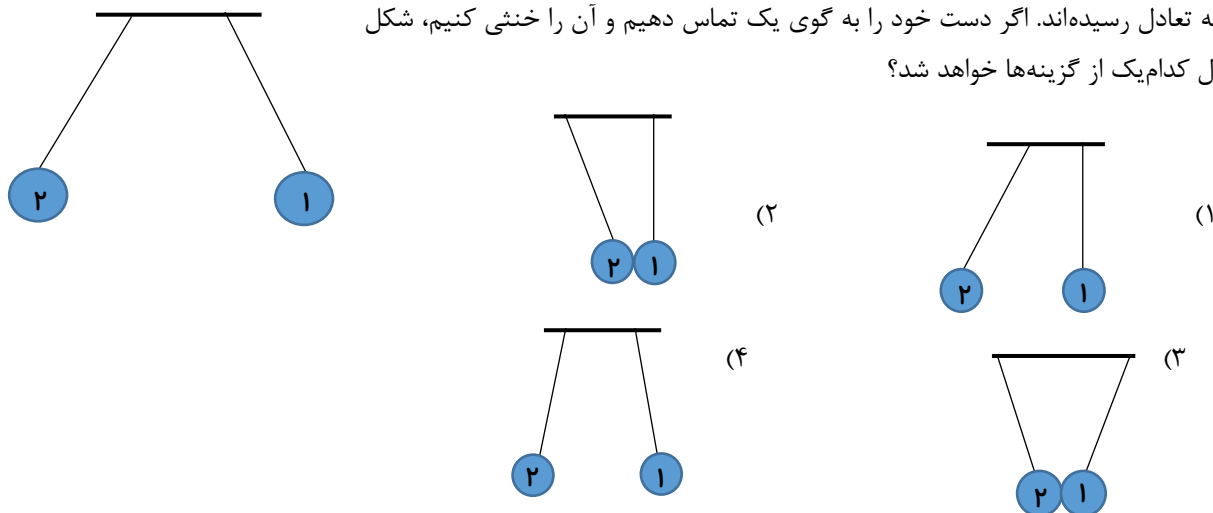 ه تعادل رسیده‌اند. اگر دست خود را به گوی یک تماس دهیم و آن را خنثی کنیم، شکل
ل کدام‌یک از گزینه‌ها خواهد شد؟
۲ ۱
۱) ۲ ۱
۲) ۲ ۱
۳) ۲ ۱
۴) ۲ ۱